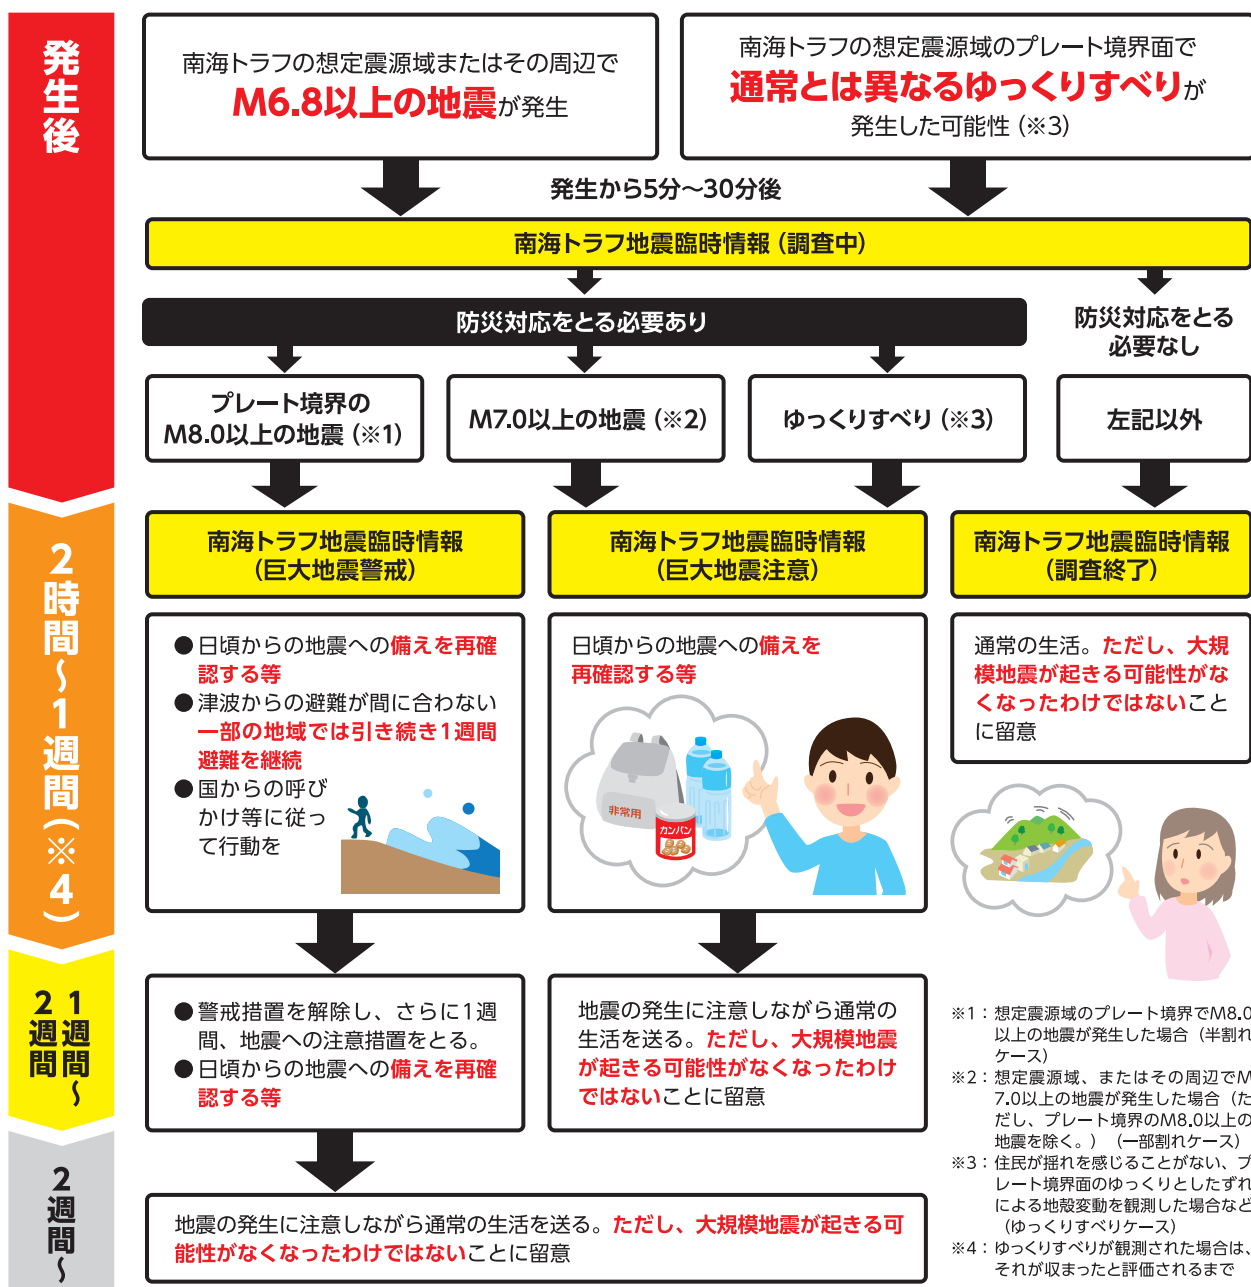 発生後
南海トラフの想定震源域またはその周辺で
M6.8以上の地震が発生
南海トラフの想定震源域のプレート境界面で
通常とは異なるゆっくりすべりが
発生した可能性（※3）
発生から5分～30分後
南海トラフ地震臨時情報（調査中）
防災対応をとる必要あり
防災対応をとる
必要なし
プレート境界の
M8.0以上の地震（※1）
M7.0以上の地震（※2）
ゆっくりすべり（※3）
左記以外
2時間～1週間（※4）
南海トラフ地震臨時情報
（巨大地震警戒）
南海トラフ地震臨時情報
（巨大地震注意）
南海トラフ地震臨時情報
（調査終了）
●日頃からの地震への備えを再確
認する等
●津波からの避難が間に合わない
一部の地域では引き続き1週間
避難を継続
●国からの呼び
かけ等に従っ
て行動を
日頃からの地震への備えを
再確認する等
非常用
カンパン
通常の生活。ただし、大規
模地震が起きる可能性がな
くなったわけではないこと
に留意
1週間～
2週間
●警戒措置を解除し、さらに1週
間、地震への注意措置をとる。
●日頃からの地震への備えを再確
認する等
地震の発生に注意しながら通常の
生活を送る。ただし、大規模地震
が起きる可能性がなくなったわけ
ではないことに留意
2週間～
地震の発生に注意しながら通常の生活を送る。ただし、大規模地震が起きる可
能性がなくなったわけではないことに留意
※1：想定震源域のプレート境界でM8.0
以上の地震が発生した場合（半割れ
ケース）
※2：想定震源域、またはその周辺でM
7.0以上の地震が発生した場合（た
だし、プレート境界のM8.0以上の
地震を除く。）（一部割れケース）
※3：住民が揺れを感じることがない、プ
レート境界面のゆっくりとしたずれ
による地殻変動を観測した場合など
（ゆっくりすべりケース）
※4：ゆっくりすべりが観測された場合は、
それが収まったと評価されるまで